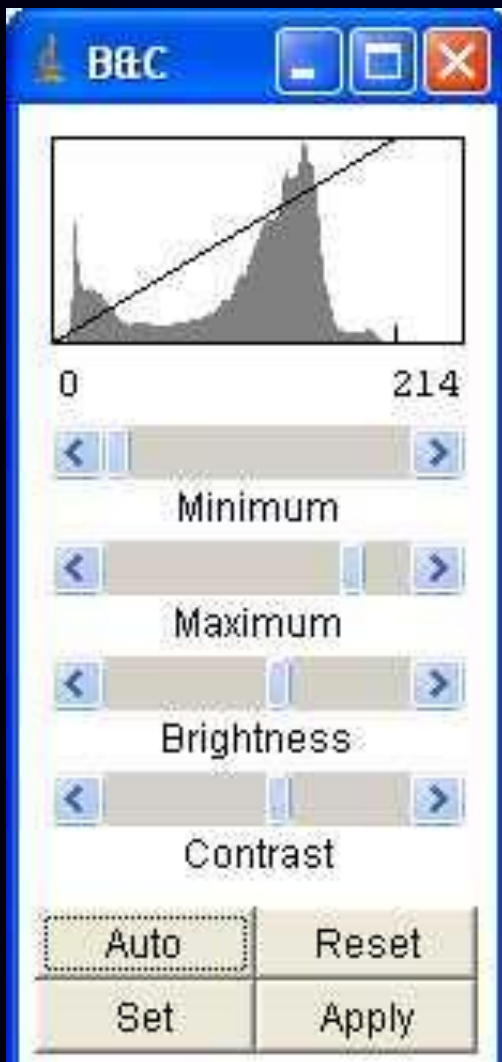 B&C
0 214
Minimum
Maximum
Brightness
Contrast
Auto Reset
Set Apply